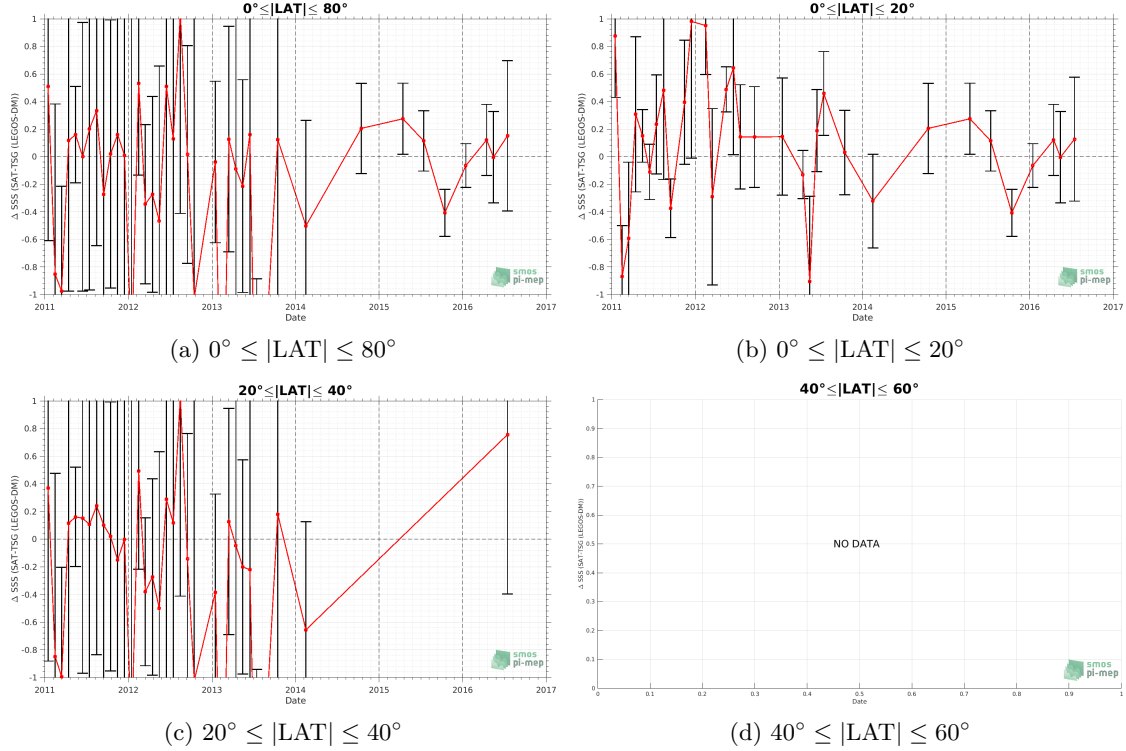 0°≤|LAT|≤ 80°
Δ SSS (SAT-TSG (LEGOS-DM))
1
0.8
0.6
0.4
0.2
0
-0.2
-0.4
-0.6
-0.8
-1
2011 2012 2013 2014 2015 2016 2017
Date
smos
pi-mep
(a) 0° ≤ |LAT| ≤ 80°
0°≤|LAT|≤ 20°
Δ SSS (SAT-TSG (LEGOS-DM))
1
0.8
0.6
0.4
0.2
0
-0.2
-0.4
-0.6
-0.8
-1
2011 2012 2013 2014 2015 2016 2017
Date
smos
pi-mep
(b) 0° ≤ |LAT| ≤ 20°
20°≤|LAT|≤ 40°
Δ SSS (SAT-TSG (LEGOS-DM))
1
0.8
0.6
0.4
0.2
0
-0.2
-0.4
-0.6
-0.8
-1
2011 2012 2013 2014 2015 2016 2017
Date
smos
pi-mep
(c) 20° ≤ |LAT| ≤ 40°
40°≤|LAT|≤ 60°
Δ SSS (SAT-TSG (LEGOS-DM))
1
0.9
0.8
0.7
0.6
0.5
0.4
0.3
0.2
0.1
0
NO DATA
0 0.1 0.2 0.3 0.4 0.5 0.6 0.7 0.8 0.9 1
Date
smos
pi-mep
(d) 40° ≤ |LAT| ≤ 60°